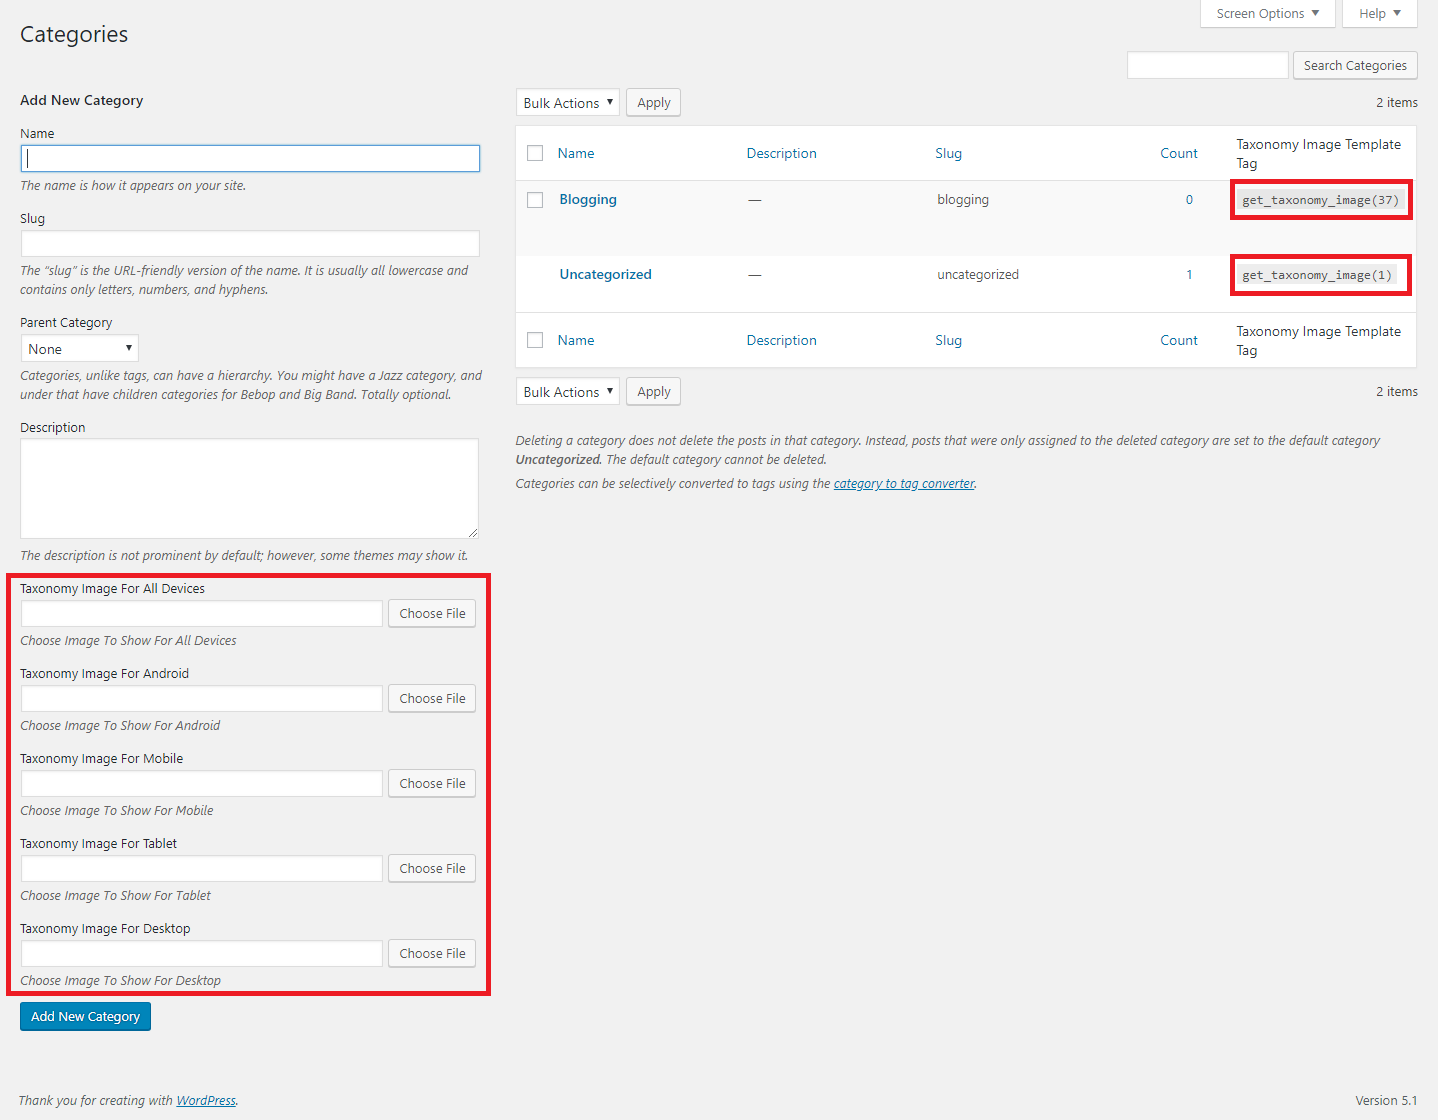 Screen Options ▼
Help ▼
Categories
Search Categories
Add New Category
Name
The name is how it appears on your site.
Slug
The “slug” is the URL-friendly version of the name. It is usually all lowercase and
contains only letters, numbers, and hyphens.
Parent Category
None ▼
Categories, unlike tags, can have a hierarchy. You might have a Jazz category, and
under that have children categories for Bebop and Big Band. Totally optional.
Description
The description is not prominent by default; however, some themes may show it.
Taxonomy Image For All Devices
Choose File
Choose Image To Show For All Devices
Taxonomy Image For Android
Choose File
Choose Image To Show For Android
Taxonomy Image For Mobile
Choose File
Choose Image To Show For Mobile
Taxonomy Image For Tablet
Choose File
Choose Image To Show For Tablet
Taxonomy Image For Desktop
Choose File
Choose Image To Show For Desktop
Add New Category
Bulk Actions ▼ Apply 2 items
Name Description Slug Count Taxonomy Image Template
Tag
Blogging — blogging 0 get_taxonomy_image(37)
Uncategorized — uncategorized 1 get_taxonomy_image(1)
Name Description Slug Count Taxonomy Image Template
Tag
Bulk Actions ▼ Apply 2 items
Deleting a category does not delete the posts in that category. Instead, posts that were only assigned to the deleted category are set to the default category
Uncategorized. The default category cannot be deleted.
Categories can be selectively converted to tags using the category to tag converter.
Thank you for creating with WordPress.
Version 5.1